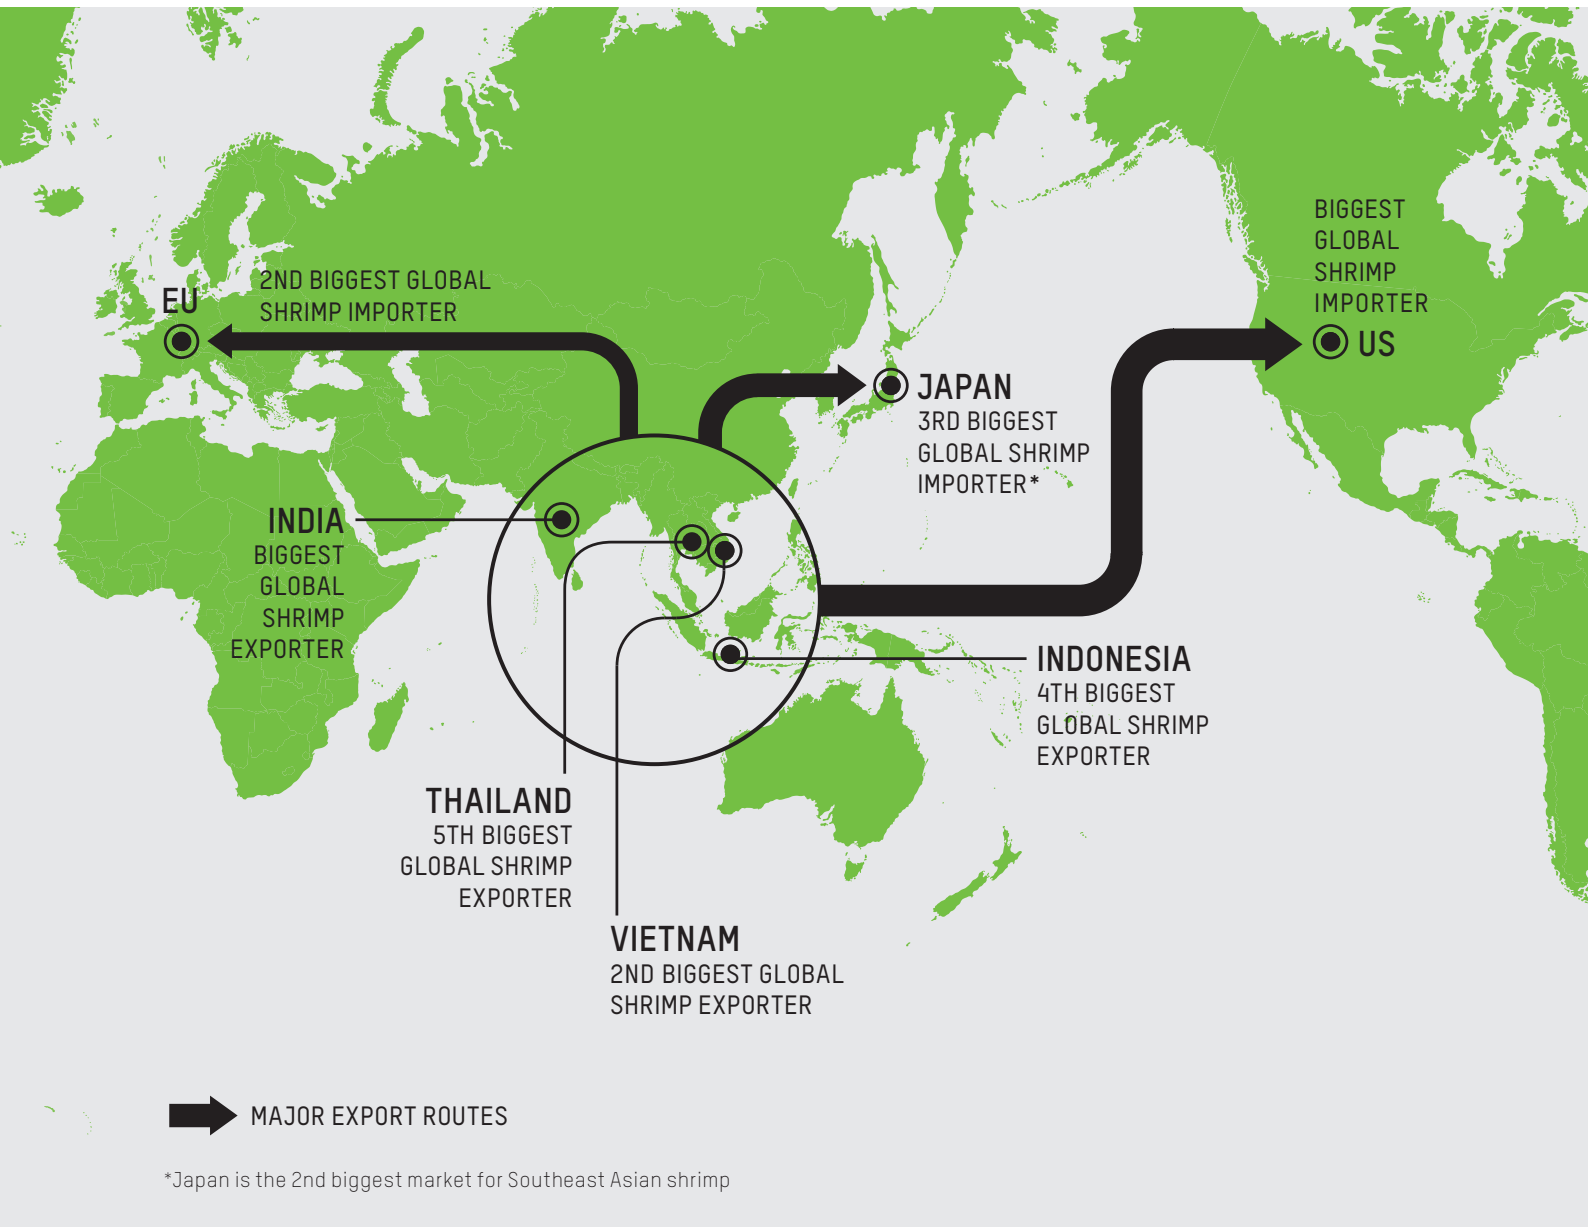 EU
2ND BIGGEST GLOBAL
SHRIMP IMPORTER
BIGGEST
GLOBAL
SHRIMP
IMPORTER
US
JAPAN
3RD BIGGEST
GLOBAL SHRIMP
IMPORTER*
INDIA
BIGGEST
GLOBAL
SHRIMP
EXPORTER
INDONESIA
4TH BIGGEST
GLOBAL SHRIMP
EXPORTER
THAILAND
5TH BIGGEST
GLOBAL SHRIMP
EXPORTER
VIETNAM
2ND BIGGEST GLOBAL
SHRIMP EXPORTER
MAJOR EXPORT ROUTES
*Japan is the 2nd biggest market for Southeast Asian shrimp